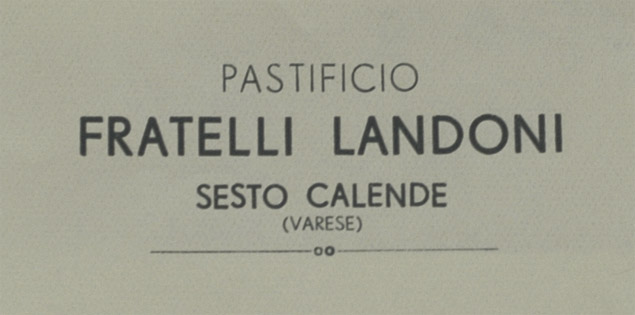 PASTIFICIO
FRATELLI LANDONI
SESTO CALENDE
(VARESE)